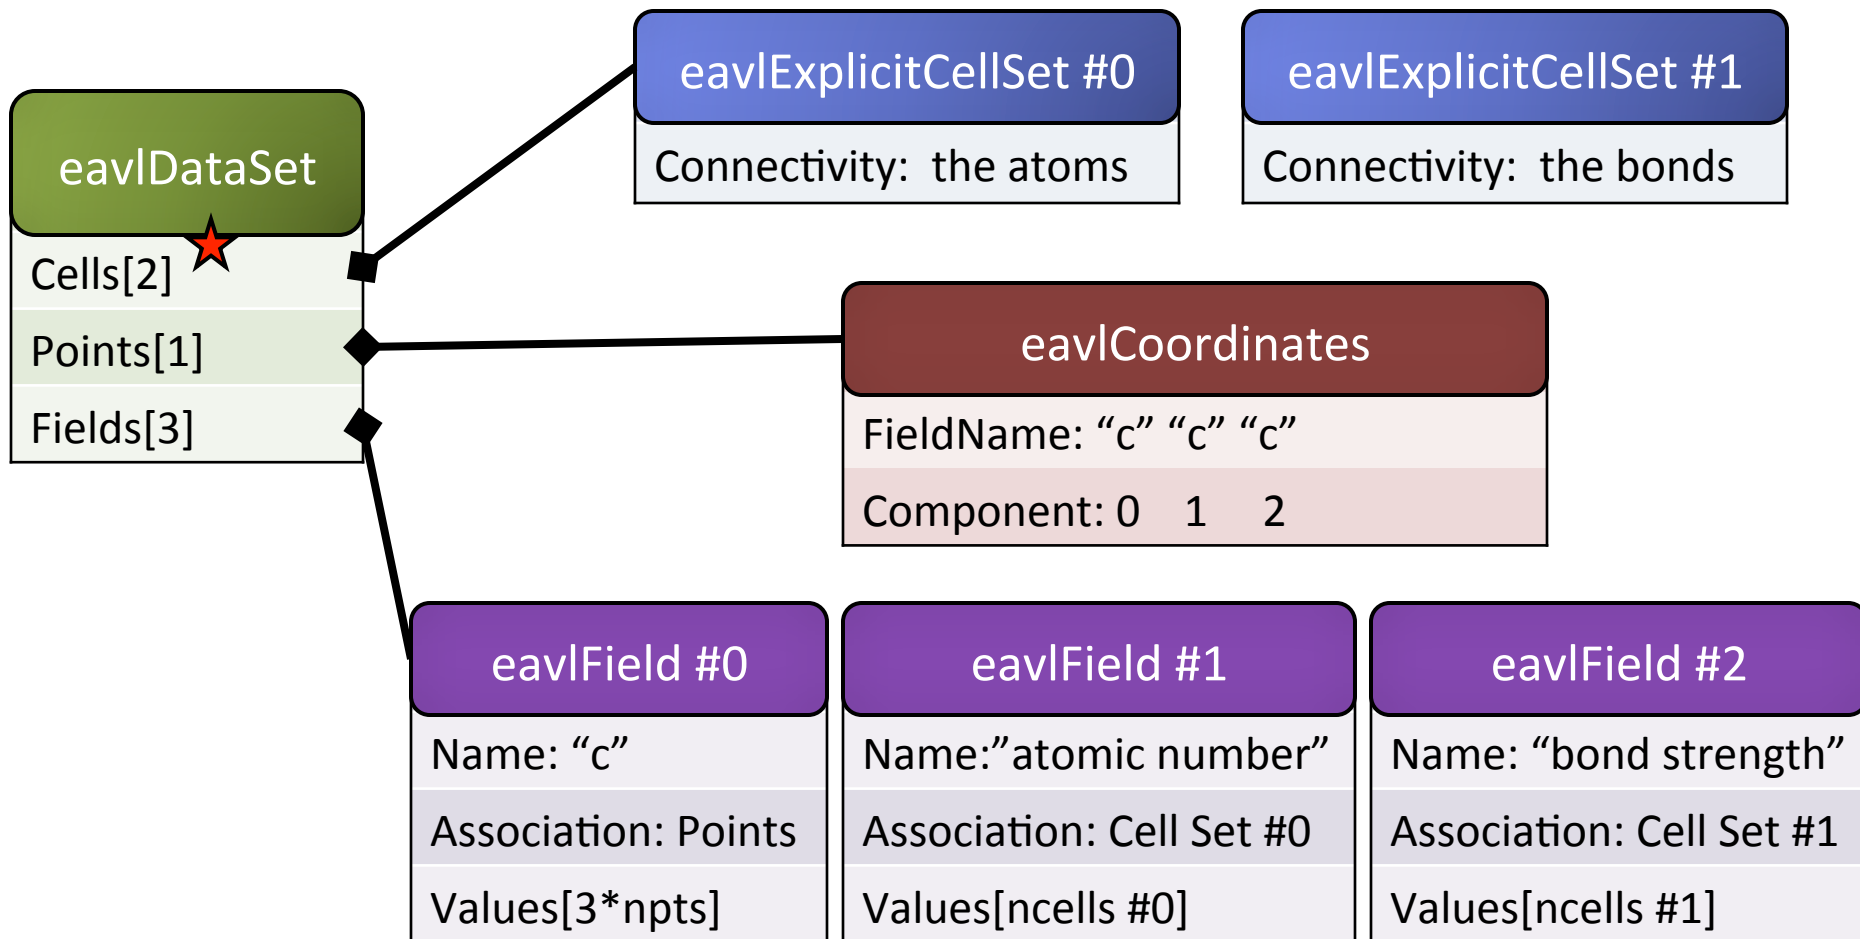 eavlDataSet
Cells[2]
Points[1]
Fields[3]
eavlExplicitCellSet #0
Connectivity:  the atoms
eavlExplicitCellSet #1
Connectivity:  the bonds
eavlCoordinates
FieldName: “c” “c” “c”
Component: 0 1 2
eavlField #0
Name: “c”
Association: Points
Values[3*npts]
eavlField #1
Name:”atomic number”
Association: Cell Set #0
Values[ncells #0]
eavlField #2
Name: “bond strength”
Association: Cell Set #1
Values[ncells #1]